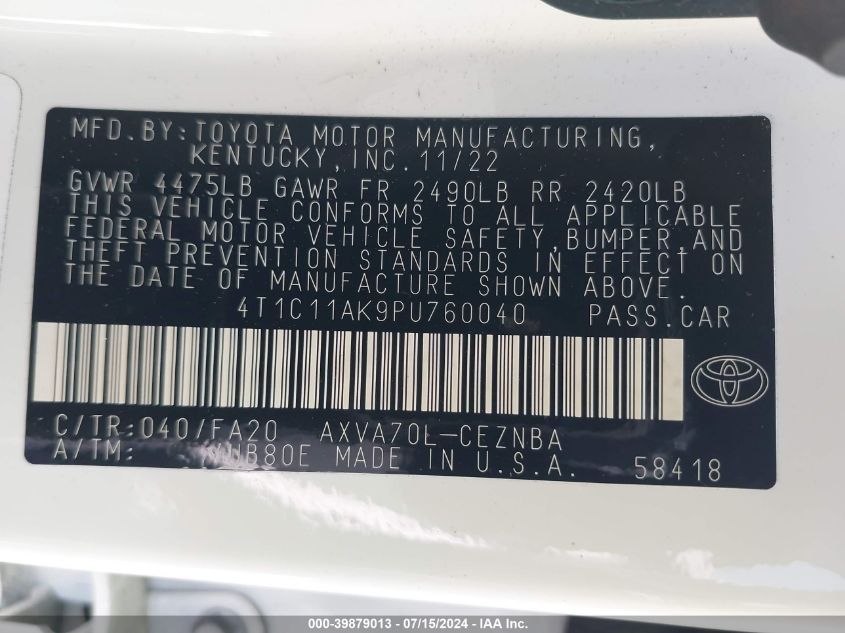 MFD.BY:TOYOTA MOTOR MANUFACTURING,
KENTUCKY,INC.11/22
GVWR 4475LB GAWR FR 2490LB RR 2420LB
THIS VEHICLE CONFORMS TO ALL APPLICABLE
FEDERAL MOTOR VEHICLE SAFETY,BUMPER,AND
THEFT PREVENTION STANDARDS IN EFFECT ON
THE DATE OF MANUFACTURE SHOWN ABOVE.
4T1C11AK9PU760040 PASS.CAR
C/TR:040/FA20 AXVA70L-CEZNBA
A/TM: /UB80E MADE IN U.S.A. 58418
000-39879013 - 07/15/2024 - IAA Inc.